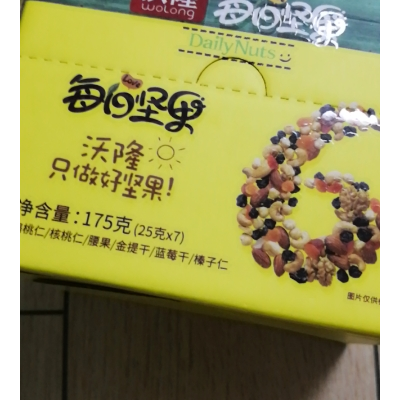 隆
WOLONG
每日坚果
DailyNuts
Love
每日坚果
沃隆
只做好坚果!
净含量:175克(25克x7)
桃仁/核桃仁/腰果/金提干/蓝莓干/榛子仁
图片仅供